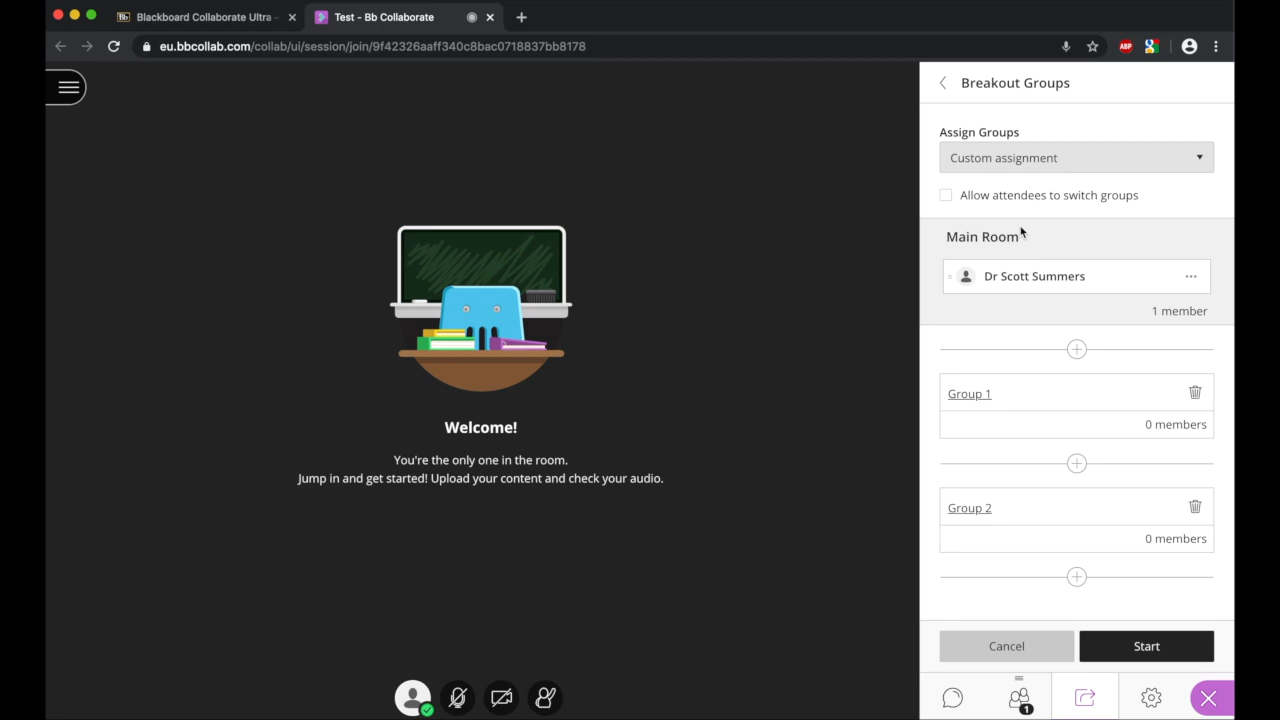 Bb Blackboard Collaborate Ultra -
Test - Bb Collaborate
eu.bbcollab.com/collab/ui/session/join/9f42326aaff340c8bac0718837bb8178
ABP
Breakout Groups
Assign Groups
Custom assignment
Allow attendees to switch groups
Main Room
Dr Scott Summers
1 member
Group 1
0 members
Group 2
0 members
Cancel
Start
1
Welcome!
You're the only one in the room.
Jump in and get started! Upload your content and check your audio.